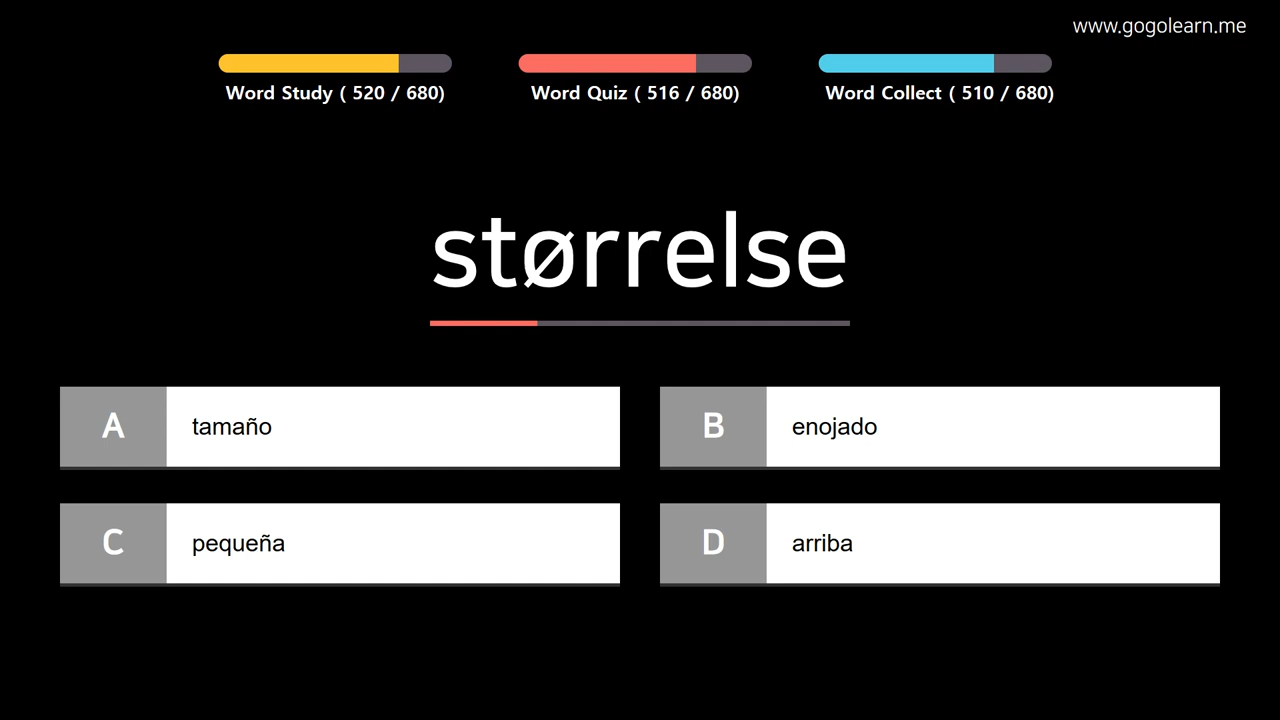 www.gogolearn.me
Word Study ( 520 / 680)
Word Quiz ( 516 / 680)
Word Collect ( 510 / 680)
størrelse
A tamaño
B enojado
C pequeña
D arriba